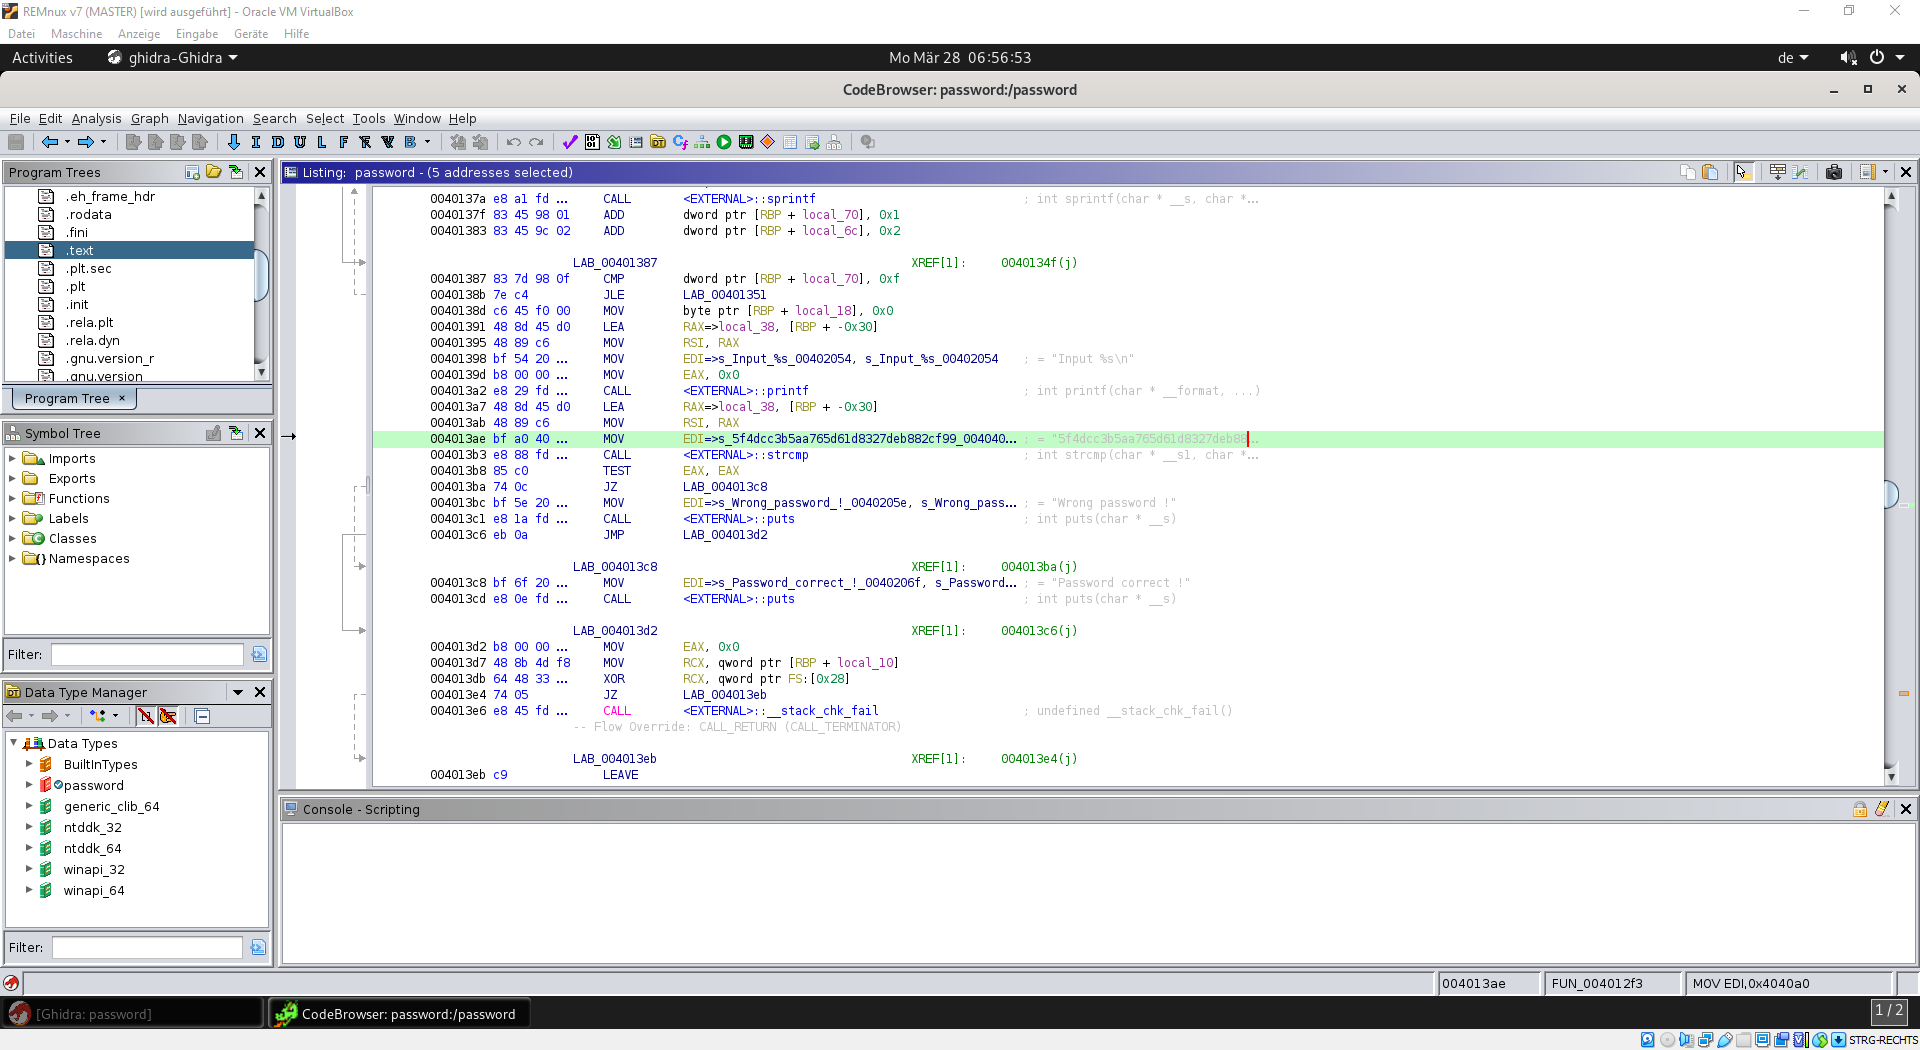 REMnux v7 (MASTER) [wird ausgeführt] - Oracle VM VirtualBox
Datei Maschine Anzeige Eingabe Geräte Hilfe
Activities ghidra-Ghidra Mo Mär 28 06:56:53 de
CodeBrowser: password:/password
File Edit Analysis Graph Navigation Search Select Tools Window Help
I D U L F V B
Program Trees
.eh_frame_hdr
.rodata
.fini
.text
.plt.sec
.plt
.init
.rela.plt
.rela.dyn
.gnu.version_r
.gnu.version
Program Tree ×
Symbol Tree
Imports
Exports
Functions
Labels
Classes
Namespaces
Filter:
Data Type Manager
Data Types
BuiltInTypes
password
generic_clib_64
ntddk_32
ntddk_64
winapi_32
winapi_64
Filter:
Listing: password - (5 addresses selected)
0040137a e8 a1 fd ... CALL <EXTERNAL>::sprintf ; int sprintf(char * __s, char *...
0040137f 83 45 98 01 ADD dword ptr [RBP + local_70], 0x1
00401383 83 45 9c 02 ADD dword ptr [RBP + local_6c], 0x2
LAB_00401387 XREF[1]: 0040134f(j)
00401387 83 7d 98 0f CMP dword ptr [RBP + local_70], 0xf
0040138b 7e c4 JLE LAB_00401351
0040138d c6 45 f0 00 MOV byte ptr [RBP + local_18], 0x0
00401391 48 8d 45 d0 LEA RAX=>local_38, [RBP + -0x30]
00401395 48 89 c6 MOV RSI, RAX
00401398 bf 54 20 ... MOV EDI=>s_Input_%s_00402054, s_Input_%s_00402054 ; = "Input %s\n"
0040139d b8 00 00 ... MOV EAX, 0x0
004013a2 e8 29 fd ... CALL <EXTERNAL>::printf ; int printf(char * __format, ...)
004013a7 48 8d 45 d0 LEA RAX=>local_38, [RBP + -0x30]
004013ab 48 89 c6 MOV RSI, RAX
004013ae bf a0 40 ... MOV EDI=>s_5f4dcc3b5aa765d61d8327deb882cf99_004040... ; = "5f4dcc3b5aa765d61d8327deb88...
004013b3 e8 88 fd ... CALL <EXTERNAL>::strcmp ; int strcmp(char * __s1, char *...
004013b8 85 c0 TEST EAX, EAX
004013ba 74 0c JZ LAB_004013c8
004013bc bf 5e 20 ... MOV EDI=>s_Wrong_password_!_0040205e, s_Wrong_pass... ; = "Wrong password !"
004013c1 e8 1a fd ... CALL <EXTERNAL>::puts ; int puts(char * __s)
004013c6 eb 0a JMP LAB_004013d2
LAB_004013c8 XREF[1]: 004013ba(j)
004013c8 bf 6f 20 ... MOV EDI=>s_Password_correct_!_0040206f, s_Password... ; = "Password correct !"
004013cd e8 0e fd ... CALL <EXTERNAL>::puts ; int puts(char * __s)
LAB_004013d2 XREF[1]: 004013c6(j)
004013d2 b8 00 00 ... MOV EAX, 0x0
004013d7 48 8b 4d f8 MOV RCX, qword ptr [RBP + local_10]
004013db 64 48 33 ... XOR RCX, qword ptr FS:[0x28]
004013e4 74 05 JZ LAB_004013eb
004013e6 e8 45 fd ... CALL <EXTERNAL>::__stack_chk_fail ; undefined __stack_chk_fail()
-- Flow Override: CALL_RETURN (CALL_TERMINATOR)
LAB_004013eb XREF[1]: 004013e4(j)
004013eb c9 LEAVE
Console - Scripting
004013ae FUN_004012f3 MOV EDI,0x4040a0
[Ghidra: password] CodeBrowser: password:/password 1 / 2
STRG-RECHTS